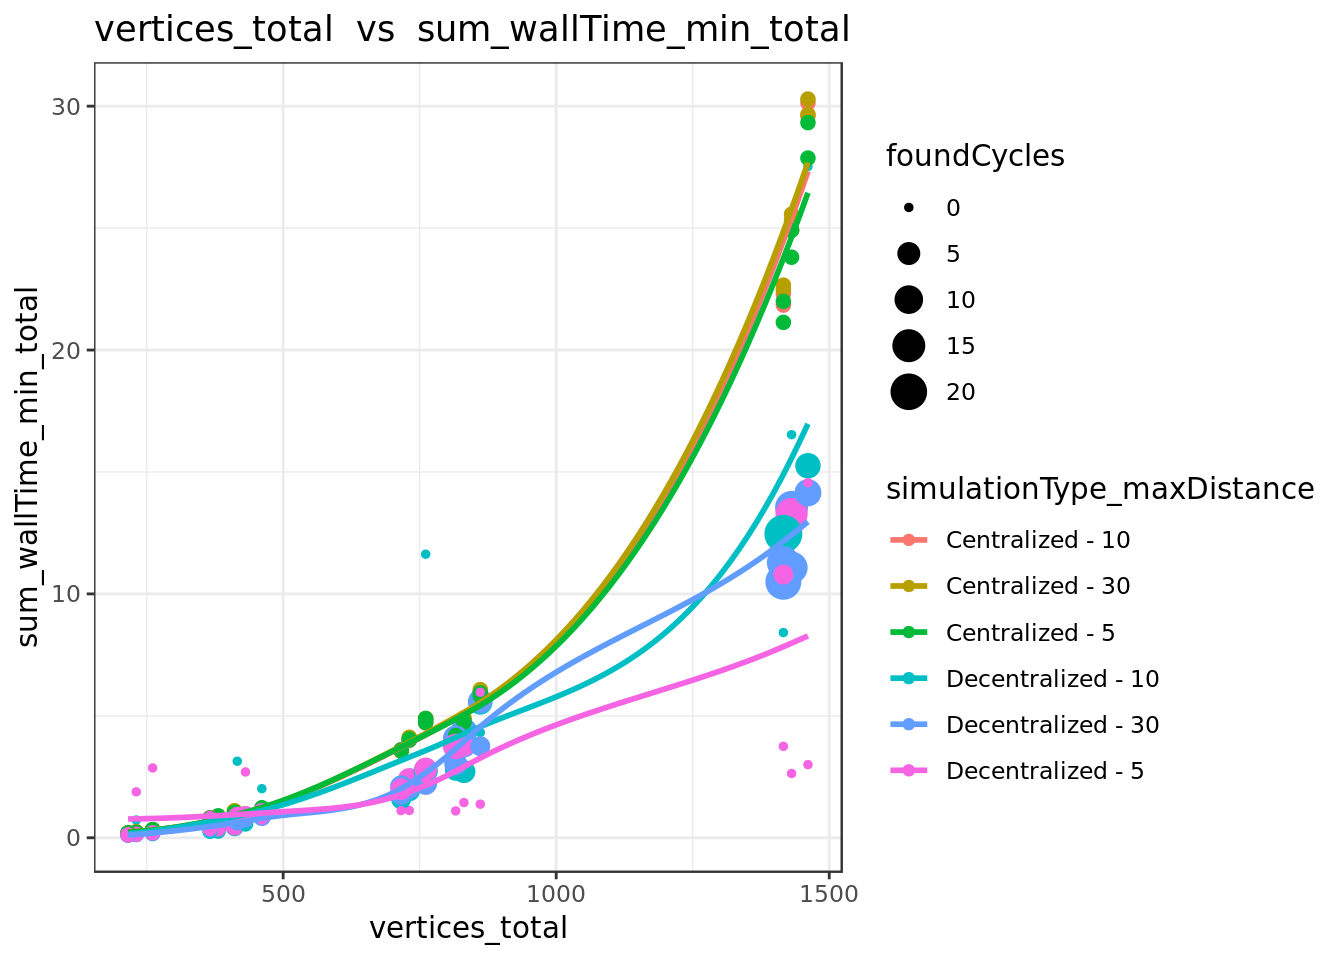 vertices_total vs sum_wallTime_min_total
sum_wallTime_min_total
30
20
10
0
500
1000
1500
vertices_total
foundCycles
0
5
10
15
20
simulationType_maxDistance
Centralized - 10
Centralized - 30
Centralized - 5
Decentralized - 10
Decentralized - 30
Decentralized - 5